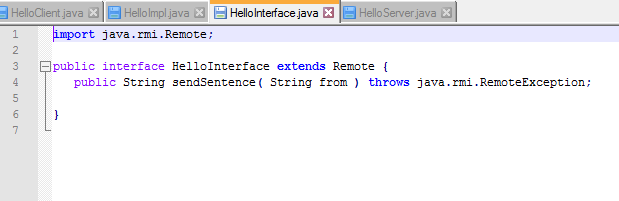 HelloClient.java HelloImpl.java HelloInterface.java HelloServer.java
1 import java.rmi.Remote;
2
3 public interface HelloInterface extends Remote {
4 public String sendSentence( String from ) throws java.rmi.RemoteException;
5
6 }
7